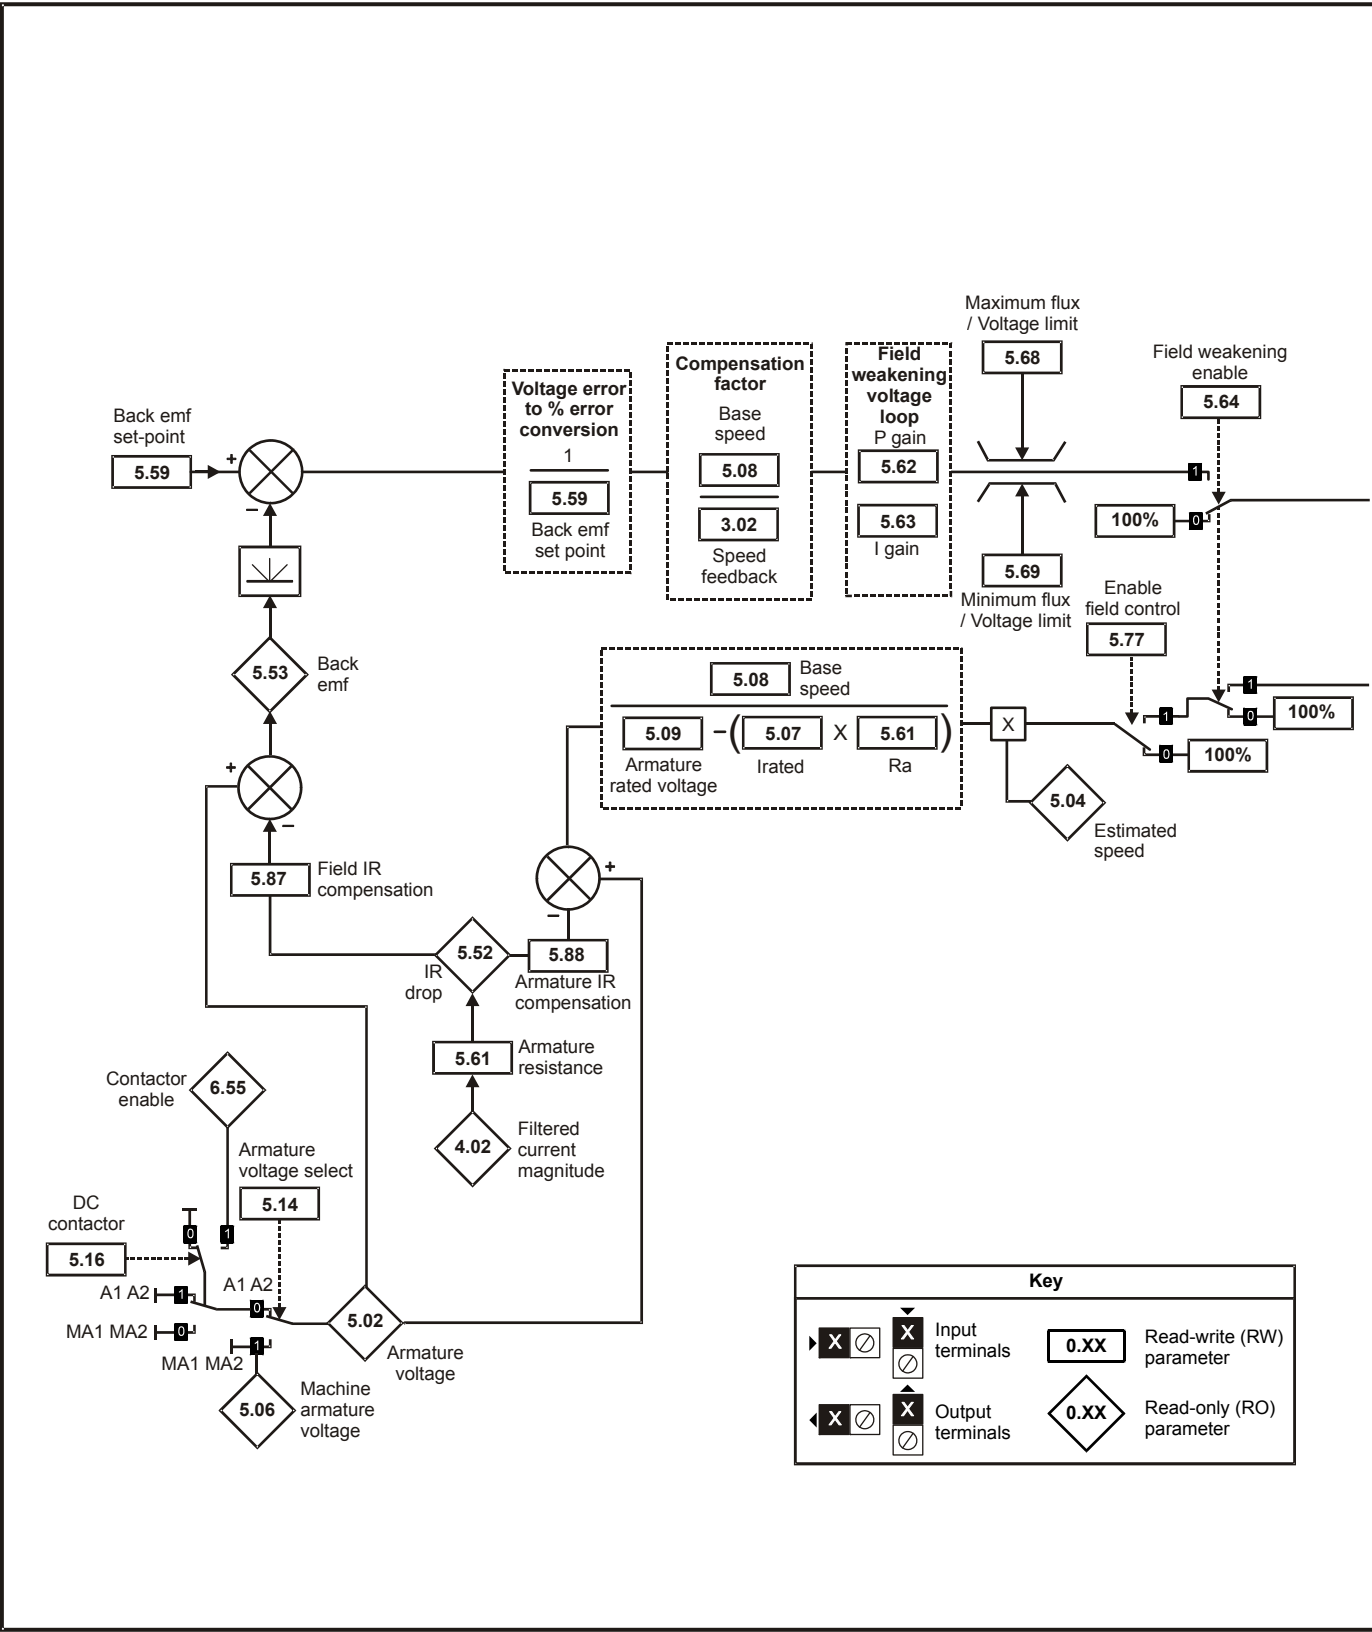 Maximum flux
/ Voltage limit
5.68
Field weakening
enable
5.64
Back emf
set-point
5.59
+
−
Voltage error
to % error
conversion
1
5.59
Back emf
set point
Compensation
factor
Base
speed
5.08
3.02
Speed
feedback
Field
weakening
voltage
loop
P gain
5.62
5.63
I gain
5.69
Minimum flux
/ Voltage limit
1
100%
0
Enable
field control
5.77
5.53
Back
emf
5.08
Base
speed
5.09
−
(
5.07
X
5.61
)
Armature
rated voltage
Irated
Ra
X
1
0
100%
1
0
100%
5.04
Estimated
speed
+
−
5.87
Field IR
compensation
+
−
5.52
IR
drop
5.88
Armature IR
compensation
5.61
Armature
resistance
4.02
Filtered
current
magnitude
Contactor
enable
6.55
Armature
voltage select
5.14
DC
contactor
5.16
0
1
A1 A2
1
A1 A2
0
MA1 MA2
0
1
MA1 MA2
5.02
Armature
voltage
5.06
Machine
armature
voltage
Key
X
X
Input
terminals
0.XX
Read-write (RW)
parameter
X
X
Output
terminals
0.XX
Read-only (RO)
parameter